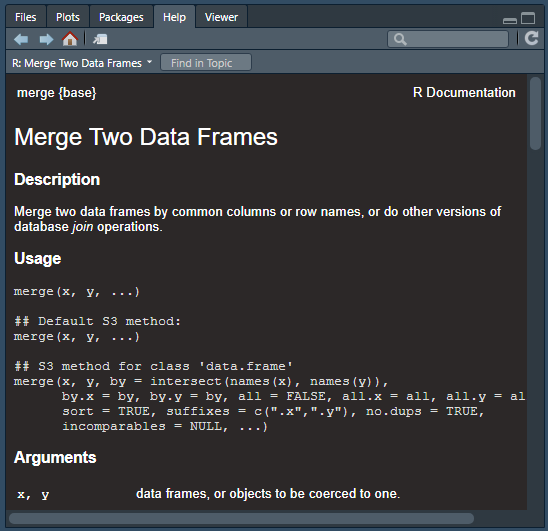 Files Plots Packages Help Viewer
R: Merge Two Data Frames Find in Topic
merge {base} R Documentation
Merge Two Data Frames
Description
Merge two data frames by common columns or row names, or do other versions of
database join operations.
Usage
merge(x, y, ...)
## Default S3 method:
merge(x, y, ...)
## S3 method for class 'data.frame'
merge(x, y, by = intersect(names(x), names(y)),
      by.x = by, by.y = by, all = FALSE, all.x = all, all.y = al
      sort = TRUE, suffixes = c(".x",".y"), no.dups = TRUE,
      incomparables = NULL, ...)
Arguments
x, y data frames, or objects to be coerced to one.